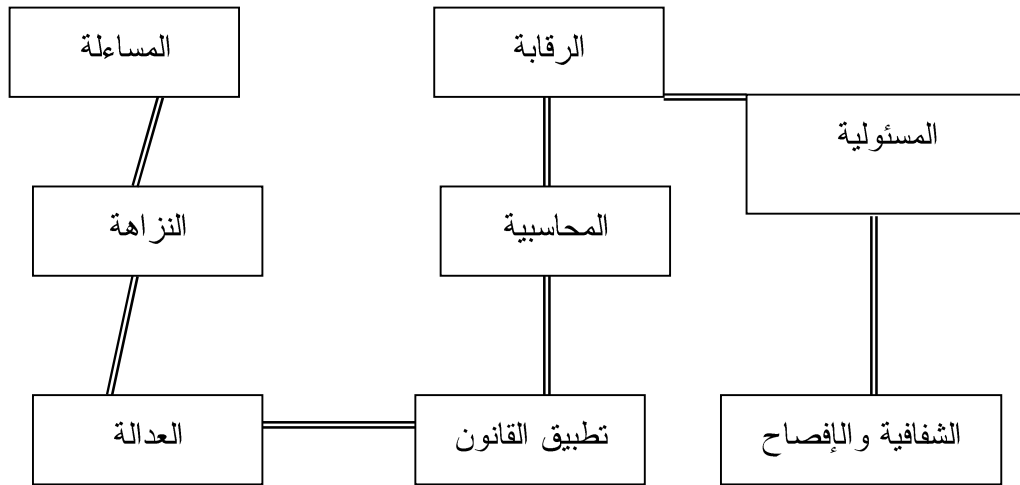 المساءلة
الرقابة
المسئولية
النزاهة
المحاسبية
العدالة
تطبيق القانون
الشفافية والإفصاح